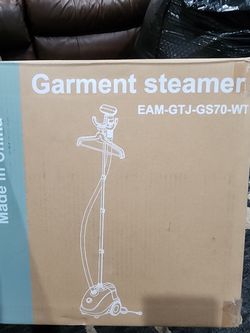 Garment steamer
EAM-GTJ-GS70-WT
Made in China